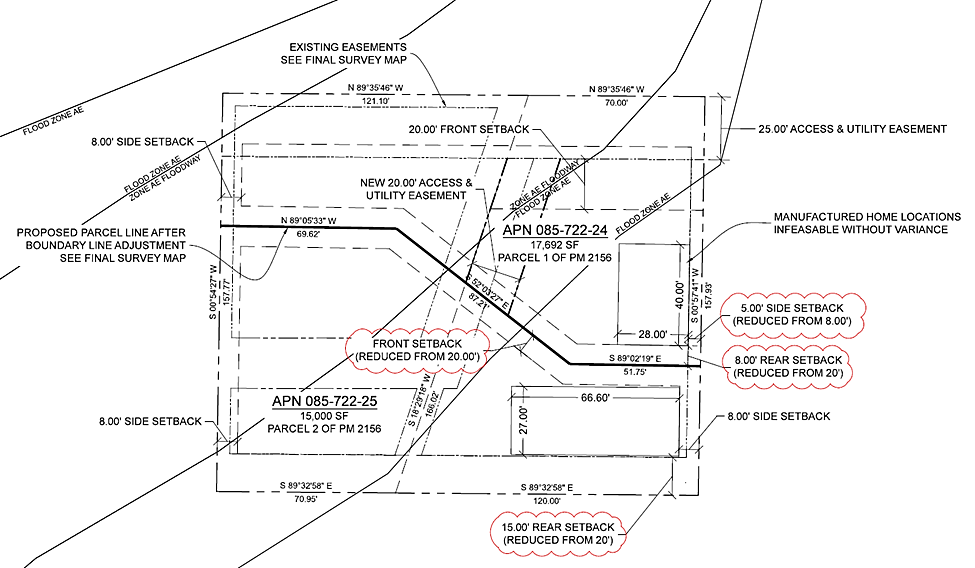 EXISTING EASEMENTS
SEE FINAL SURVEY MAP
N 89°35'46" W
121.10'
N 89°35'46" W
70.00'
FLOOD ZONE AE
8.00' SIDE SETBACK
20.00' FRONT SETBACK
25.00' ACCESS & UTILITY EASEMENT
FLOOD ZONE AE
ZONE AE FLOODWAY
NEW 20.00' ACCESS &
UTILITY EASEMENT
ZONE AE FLOODWAY
FLOOD ZONE AE
FLOOD ZONE AE
N 89°05'33" W
69.62'
PROPOSED PARCEL LINE AFTER
BOUNDARY LINE ADJUSTMENT
SEE FINAL SURVEY MAP
APN 085-722-24
17,692 SF
PARCEL 1 OF PM 2156
MANUFACTURED HOME LOCATIONS
INFEASABLE WITHOUT VARIANCE
S 00°54'27" W
157.77'
S 52°03'27" E
87.21'
40.00'
28.00'
S 00°57'41" W
157.93'
5.00' SIDE SETBACK
(REDUCED FROM 8.00')
FRONT SETBACK
(REDUCED FROM 20.00')
S 89°02'19" E
51.75'
8.00' REAR SETBACK
(REDUCED FROM 20')
S 18°29'18" W
166.02'
APN 085-722-25
15,000 SF
PARCEL 2 OF PM 2156
66.60'
27.00'
8.00' SIDE SETBACK
8.00' SIDE SETBACK
S 89°32'58" E
70.95'
S 89°32'58" E
120.00'
15.00' REAR SETBACK
(REDUCED FROM 20')